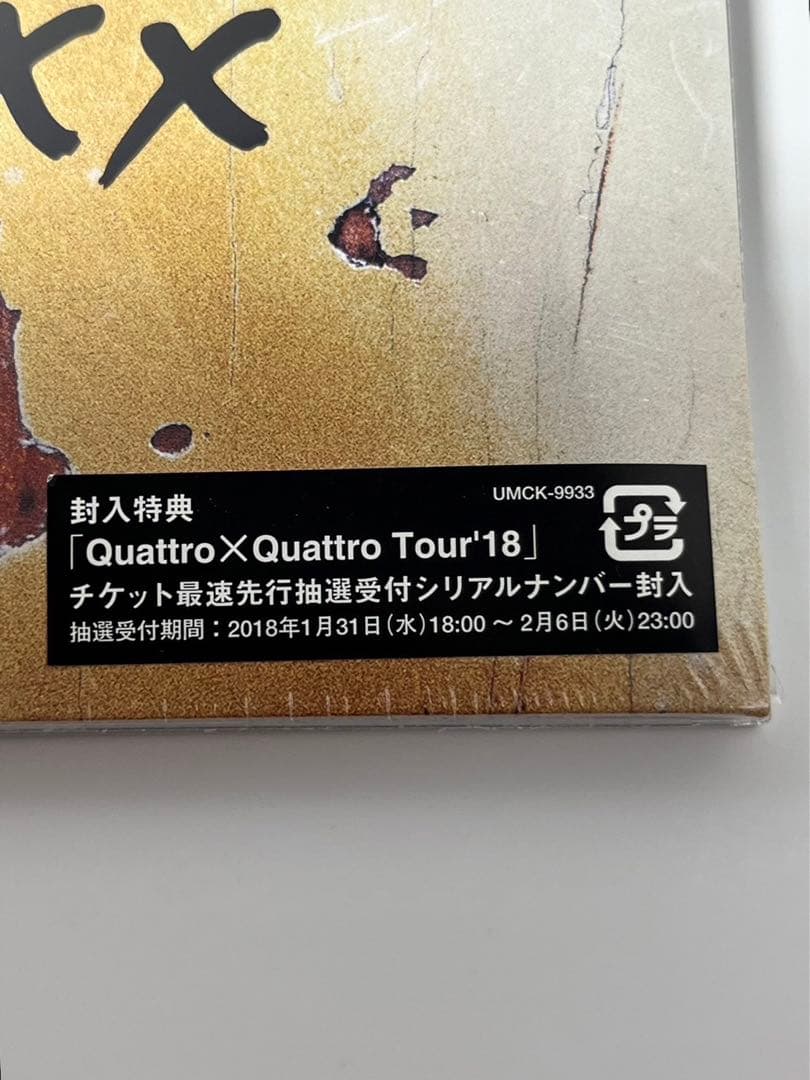 xx
封入特典
UMCK-9933
プラ
「Quattro×Quattro Tour'18」
チケット最速先行抽選受付シリアルナンバー封入
抽選受付期間：2018年1月31日(水)18:00 〜 2月6日(火)23:00